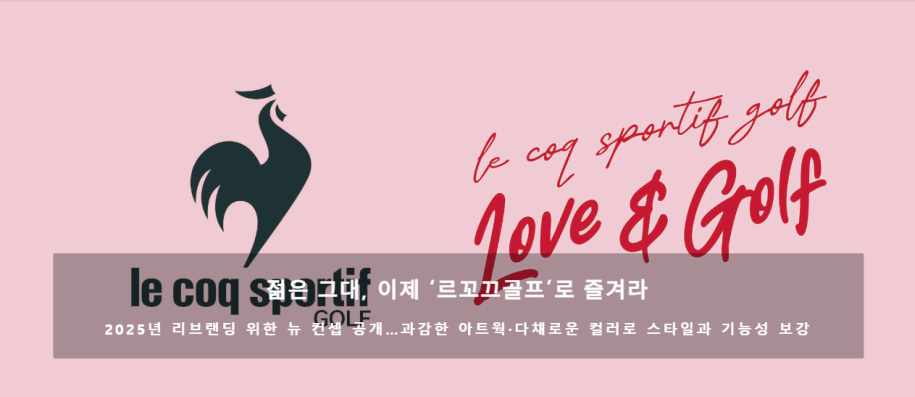 le coq sportif
GOLF
le coq sportif golf
Love & Golf
젊은 그대, 이제 ‘르꼬끄골프’로 즐겨라
2025년 리브랜딩 위한 뉴 컨셉 공개…과감한 아트웍·다채로운 컬러로 스타일과 기능성 보강